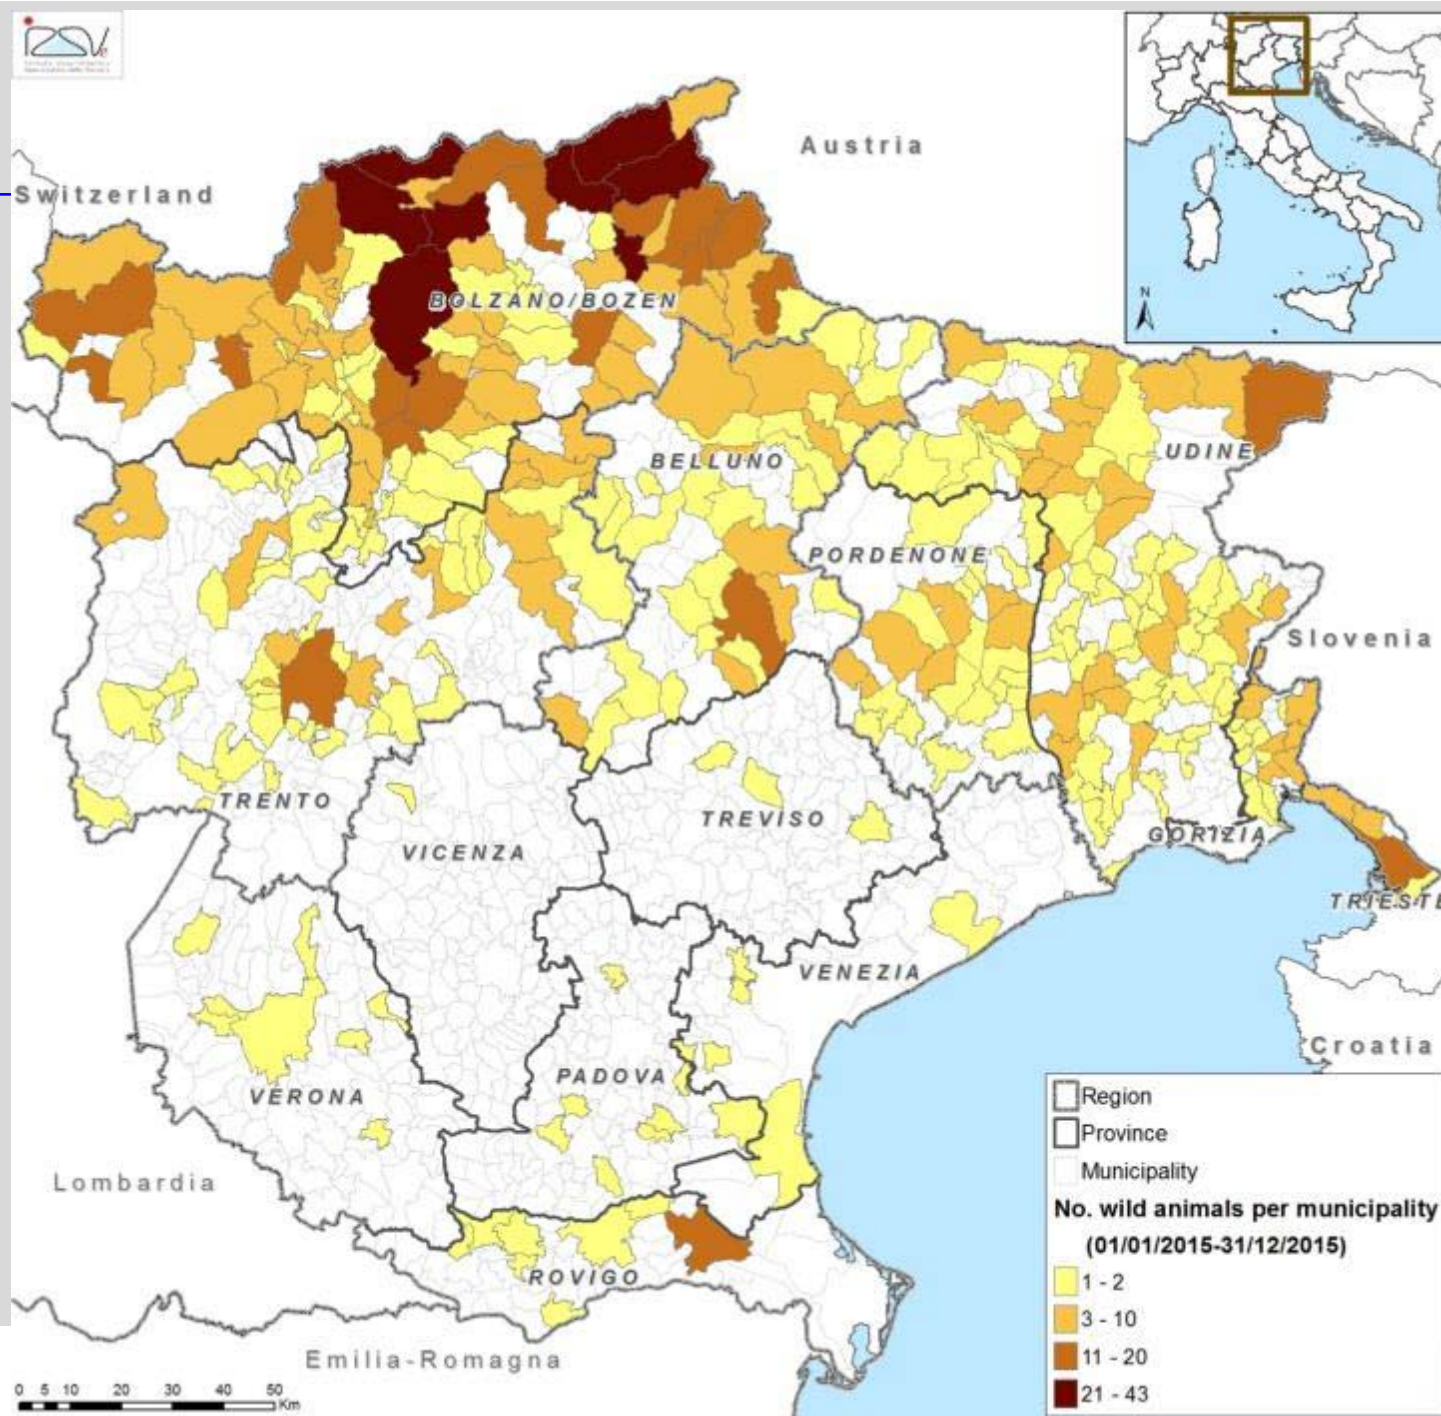 IZSVe
Austria
Switzerland
N
BOLZANO/BOZEN
UDINE
BELLUNO
PORDENONE
Slovenia
TRENTO
TREVISO
GORIZIA
VICENZA
TRIESTE
VENEZIA
Croatia
PADOVA
VERONA
Lombardia
ROVIGO
Emilia-Romagna
0 5 10 20 30 40 50
Km
Region
Province
Municipality
No. wild animals per municipality
(01/01/2015-31/12/2015)
1 - 2
3 - 10
11 - 20
21 - 43